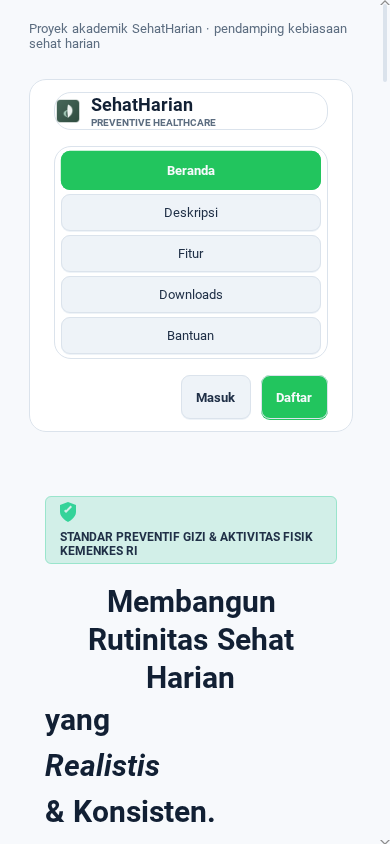 Proyek akademik SehatHarian · pendamping kebiasaan
sehat harian
SehatHarian
PREVENTIVE HEALTHCARE
Beranda
Deskripsi
Fitur
Downloads
Bantuan
Masuk
Daftar
STANDAR PREVENTIF GIZI & AKTIVITAS FISIK
KEMENKES RI
Membangun
Rutinitas Sehat
Harian
yang
Realistis
& Konsisten.